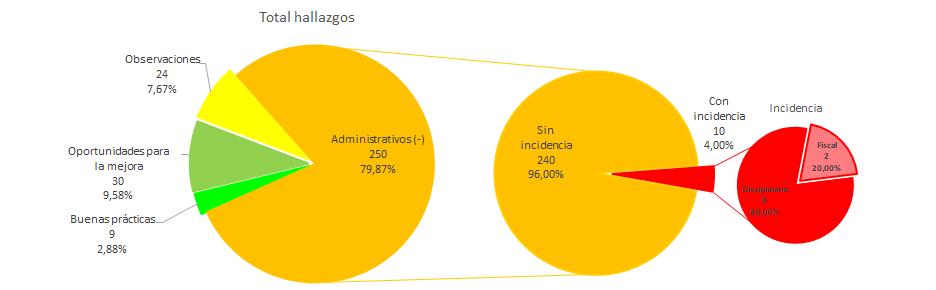 Total hallazgos
Observaciones
24
7,67%
Oportunidades para
la mejora
30
9,58%
Buenas prácticas
9
2,88%
Administrativos (-)
250
79,87%
Sin
incidencia
240
96,00%
Con
incidencia
10
4,00%
Incidencia
Fiscal
2
20,00%
Disciplinaria
8
80,00%